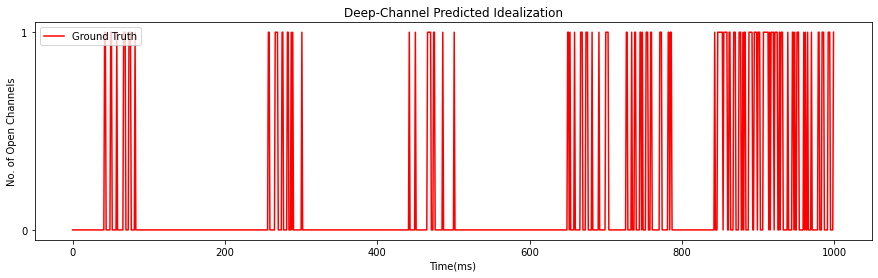 Deep-Channel Predicted Idealization
Ground Truth
1
0
No. of Open Channels
0 200 400 600 800 1000
Time(ms)